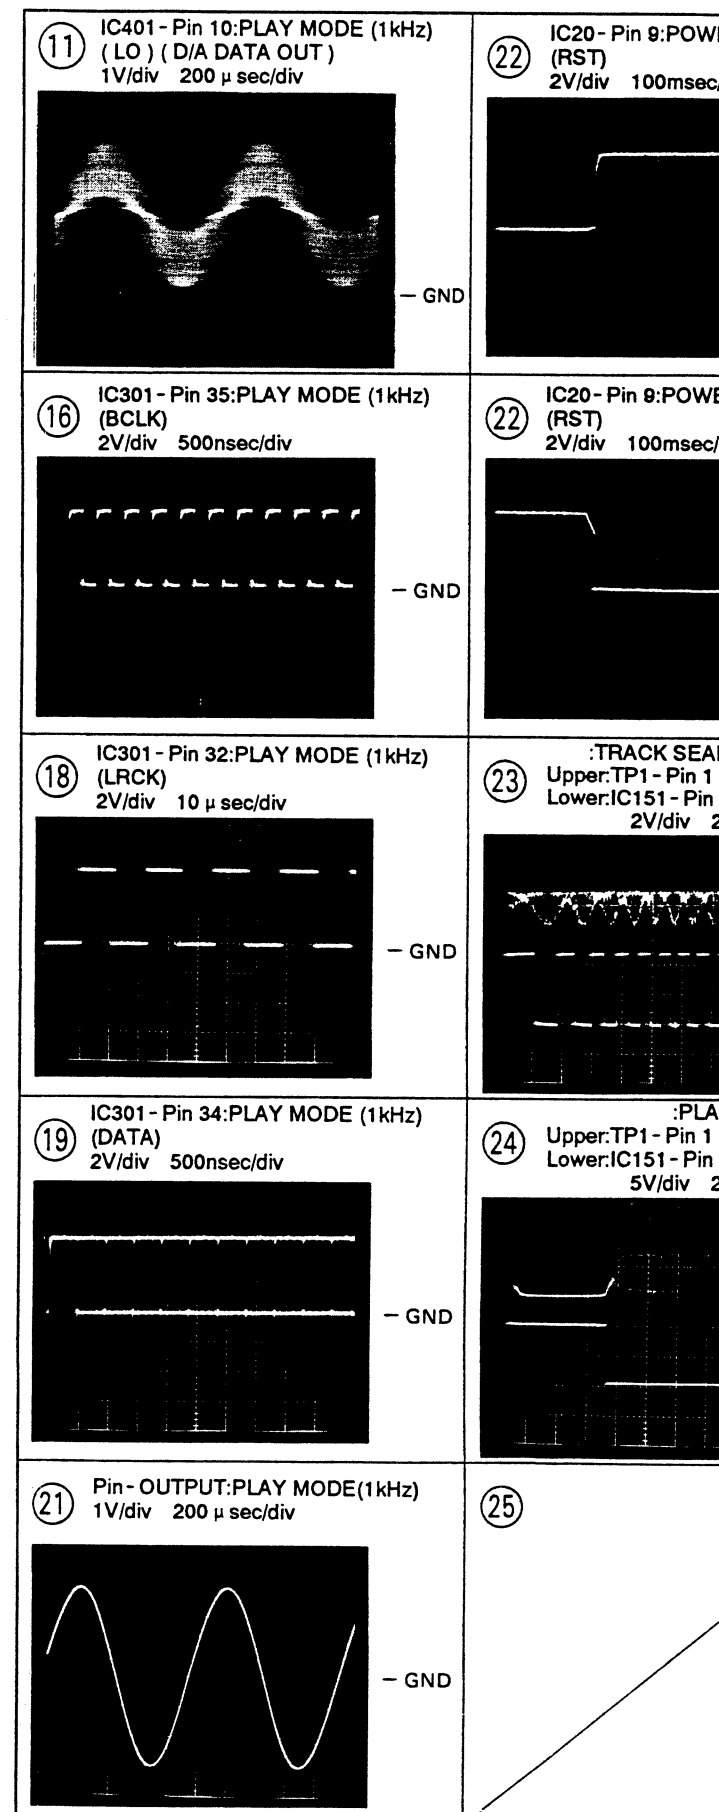 11
IC401 - Pin 10:PLAY MODE (1kHz)
( LO ) ( D/A DATA OUT )
1V/div 200 μ sec/div
— GND
16
IC301 - Pin 35:PLAY MODE (1kHz)
(BCLK)
2V/div 500nsec/div
— GND
18
IC301 - Pin 32:PLAY MODE (1kHz)
(LRCK)
2V/div 10 μ sec/div
— GND
19
IC301 - Pin 34:PLAY MODE (1kHz)
(DATA)
2V/div 500nsec/div
— GND
21
Pin - OUTPUT:PLAY MODE(1kHz)
1V/div 200 μ sec/div
— GND
22
IC20 - Pin 9:POWE
(RST)
2V/div 100msec/
22
IC20 - Pin 9:POWE
(RST)
2V/div 100msec/
23
:TRACK SEA
Upper:TP1 - Pin 1
Lower:IC151 - Pin
2V/div 2
24
:PLA
Upper:TP1 - Pin 1
Lower:IC151 - Pin
5V/div 2
25